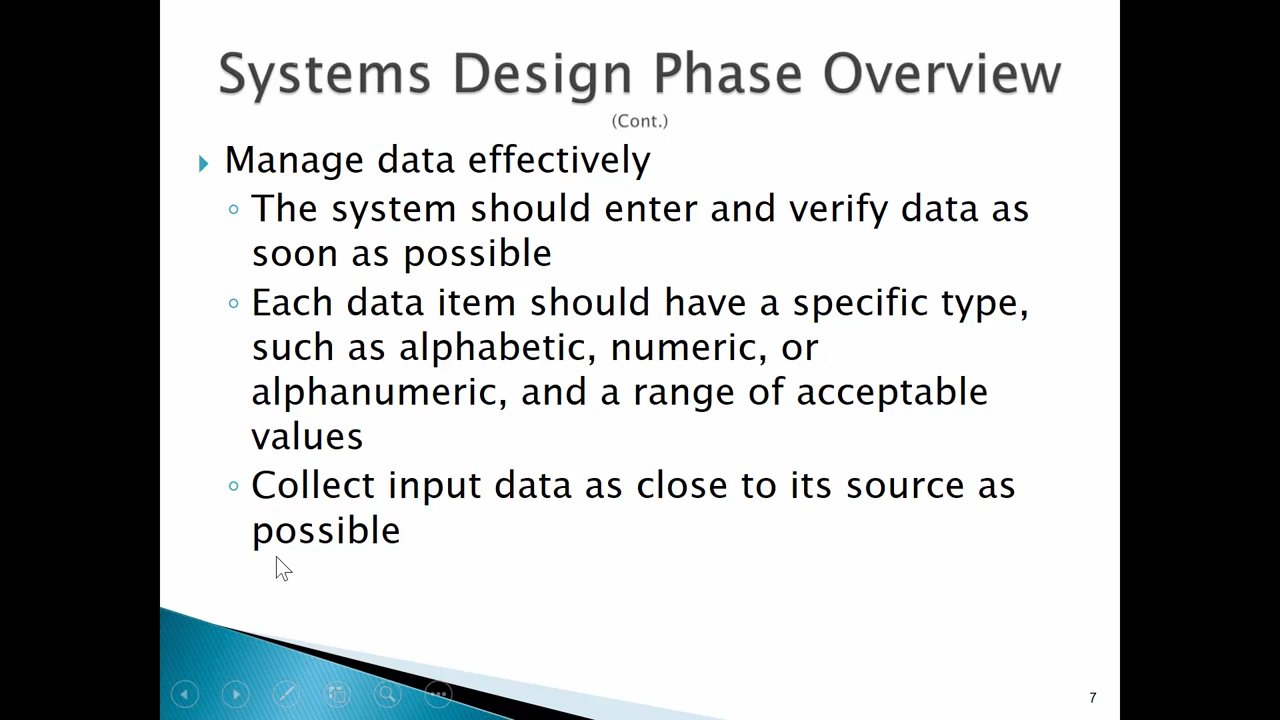 Systems Design Phase Overview
(Cont.)
Manage data effectively
The system should enter and verify data as
soon as possible
Each data item should have a specific type,
such as alphabetic, numeric, or
alphanumeric, and a range of acceptable
values
Collect input data as close to its source as
possible
7